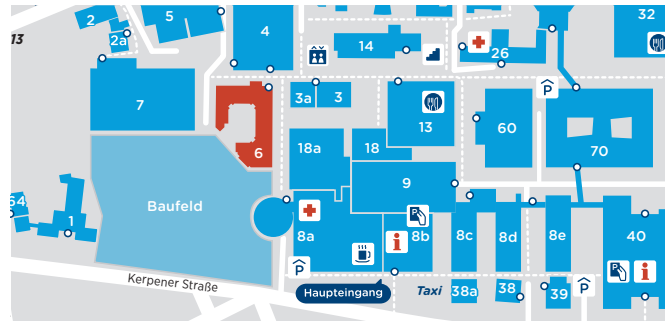 2
5
32
13
2a
4
14
26
P
7
3a
3
13
60
70
18a
18
6
9
64
1
Baufeld
8a
8b
8c
8d
8e
40
i
i
P
Kerpener Straße
Haupteingang
Taxi
38a
38
39
P